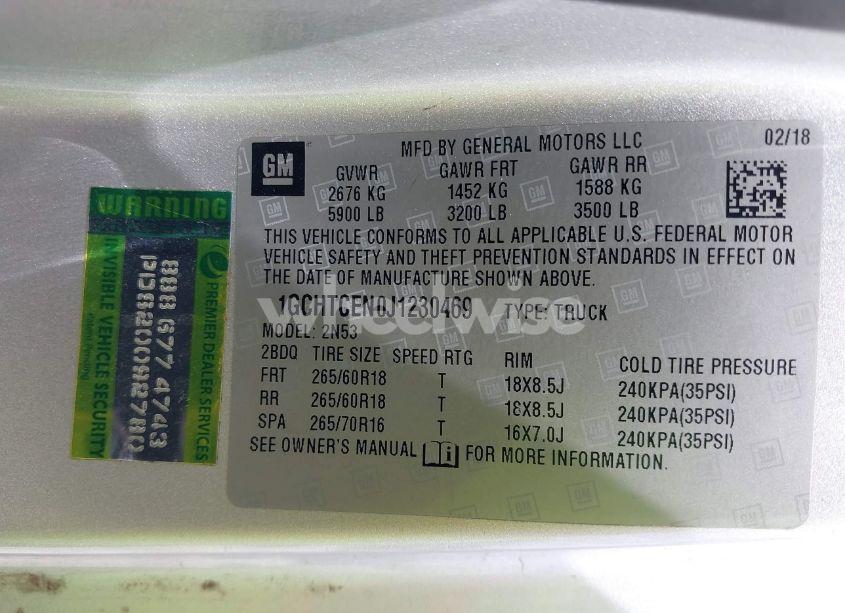 WARNING
INVISIBLE VEHICLE SECURITY
Patent Pending
888 677 4743
PREMIER DEALER SERVICES
GM
MFD BY GENERAL MOTORS LLC 02/18
GVWR GAWR FRT GAWR RR
2676 KG 1452 KG 1588 KG
5900 LB 3200 LB 3500 LB
THIS VEHICLE CONFORMS TO ALL APPLICABLE U.S. FEDERAL MOTOR
VEHICLE SAFETY AND THEFT PREVENTION STANDARDS IN EFFECT ON
THE DATE OF MANUFACTURE SHOWN ABOVE.
1GCHTCEN0J1230469 TYPE: TRUCK
wheelwise
MODEL: 2N53
2BDQ TIRE SIZE SPEED RTG RIM COLD TIRE PRESSURE
FRT 265/60R18 T 18X8.5J 240KPA(35PSI)
RR 265/60R18 T 18X8.5J 240KPA(35PSI)
SPA 265/70R16 T 16X7.0J 240KPA(35PSI)
SEE OWNER'S MANUAL FOR MORE INFORMATION.